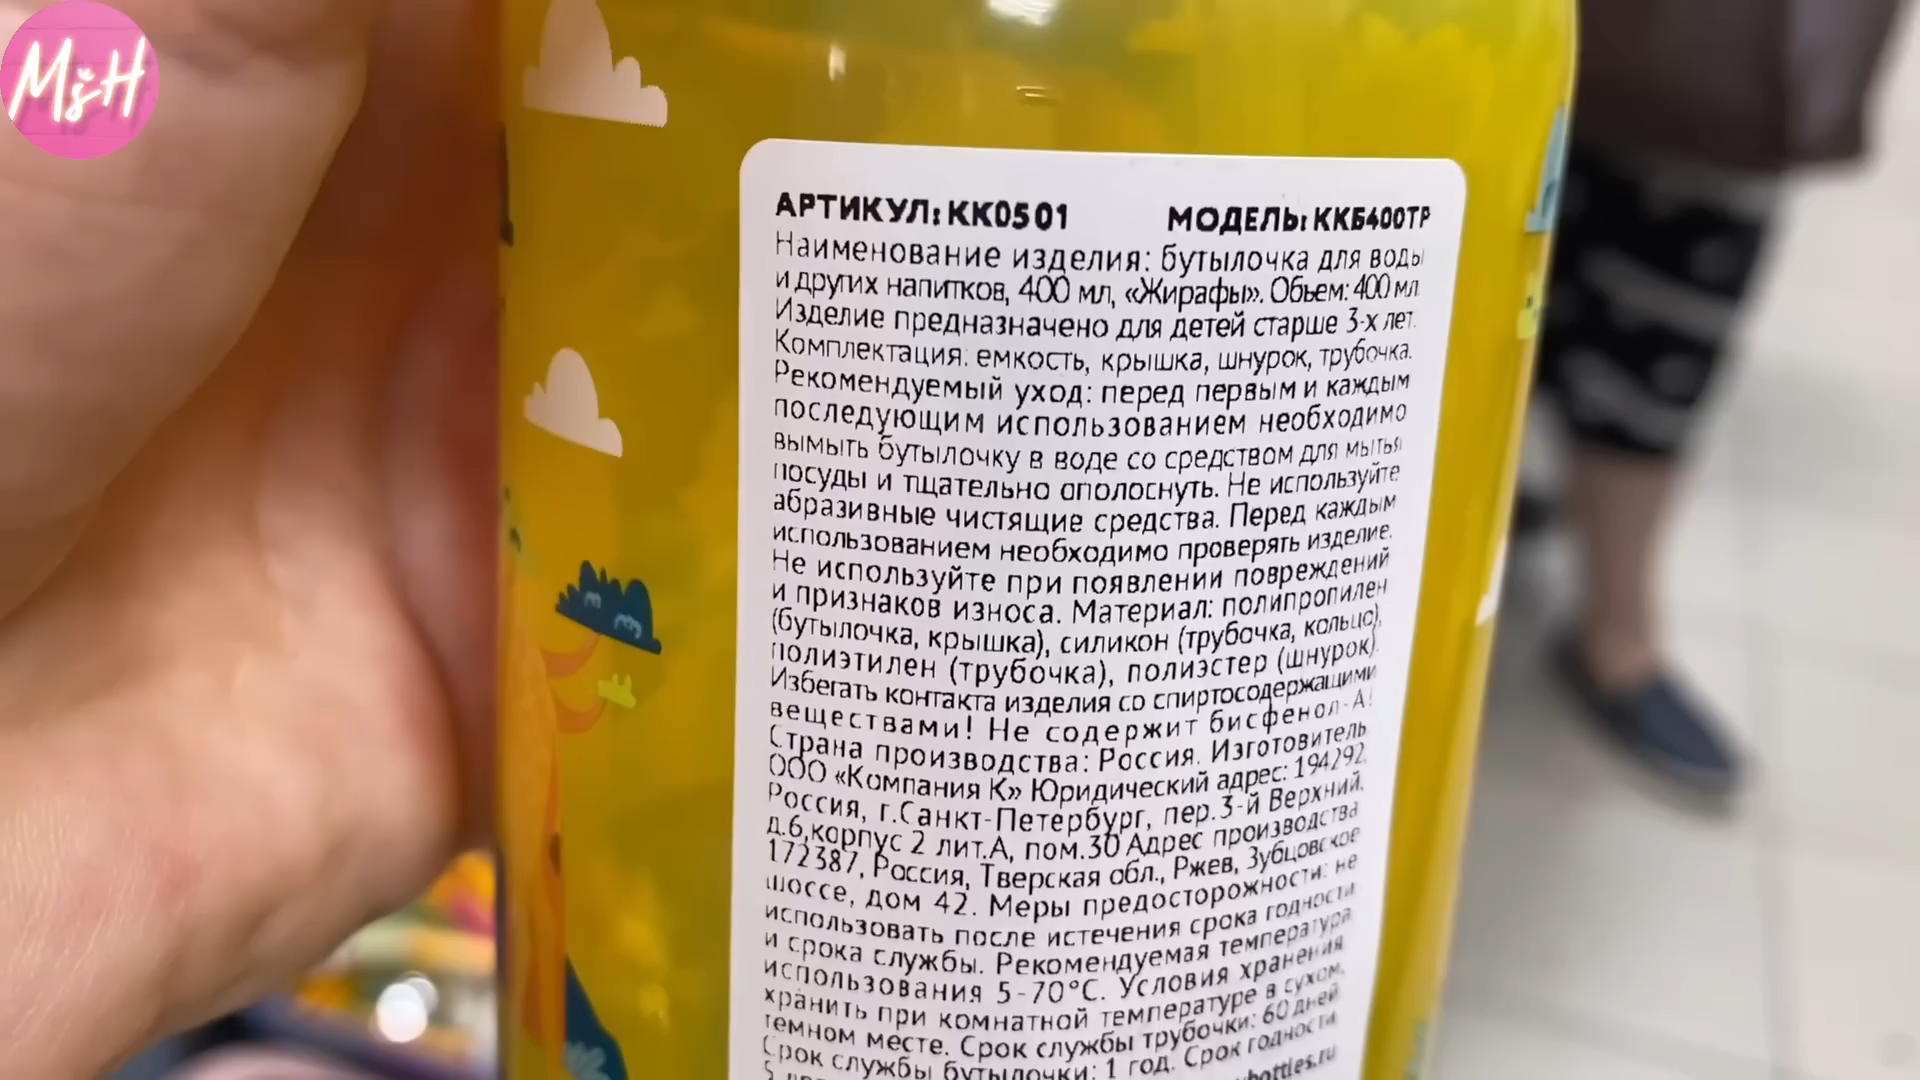 MЎH
АРТИКУЛ: КК0501 МОДЕЛЬ: ККБ400ТР
Наименование изделия: бутылочка для воды
и других напитков, 400 мл, «Жирафы». Объем: 400 мл
Изделие предназначено для детей старше 3-х лет.
Комплектация: емкость, крышка, шнурок, трубочка.
Рекомендуемый уход: перед первым и каждым
последующим использованием необходимо
вымыть бутылочку в воде со средством для мытья
посуды и тщательно ополоснуть. Не используйте
абразивные чистящие средства. Перед каждым
использованием необходимо проверять изделие.
Не используйте при появлении повреждений
и признаков износа. Материал: полипропилен
(бутылочка, крышка), силикон (трубочка, кольцо),
полиэтилен (трубочка), полиэстер (шнурок).
Избегать контакта изделия со спиртосодержащими
веществами! Не содержит бисфенол-А!
Страна производства: Россия. Изготовитель
ООО «Компания К» Юридический адрес: 194292,
Россия, г.Санкт-Петербург, пер.3-й Верхний,
д.6,корпус 2 лит.А, пом.30 Адрес производства
172387, Россия, Тверская обл., Ржев, Зубцовское
шоссе, дом 42. Меры предосторожности: не
использовать после истечения срока годности
и срока службы. Рекомендуемая температура
использования 5-70°С. Условия хранения
хранить при комнатной температуре в сухом,
темном месте. Срок службы трубочки: 60 дней
Срок службы бутылочки: 1 год. Срок годности
5
bottles.ru